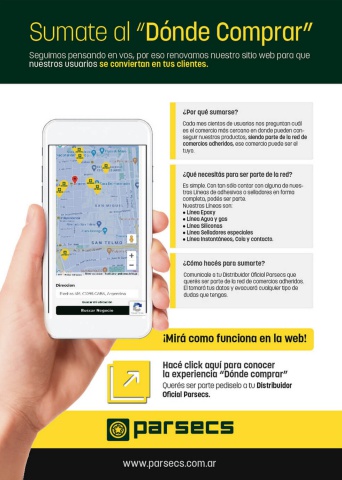 Sumate al “Dónde Comprar”
Seguimos pensando en vos, por eso renovamos nuestro sitio web para que
nuestros usuarios se conviertan en tus clientes.
¿Por qué sumarse?
Cada mes cientos de usuarios nos preguntan cuál
es el comercio más cercano en donde pueden con-
seguir nuestros productos, siendo parte de la red de
comercios adheridos, ese comercio puede ser el
tuyo.
¿Qué necesitás para ser parte de la red?
Es simple. Con tan sólo contar con alguna de nues-
tras Líneas de adhesivos o selladores en forma
completa, podés ser parte.
Nuestras Líneas son:
• Línea Epoxy
• Línea Agua y gas
• Línea Siliconas
• Línea Selladores especiales
• Línea Instantáneos, Cola y contacto.
¿Cómo hacés para sumarte?
Comunicale a tu Distribuidor Oficial Parsecs que
querés ser parte de la red de comercios adheridos.
El tomará tus datos y evacuará cualquier tipo de
dudas que tengas.
SAN TELMO
Direccion
Buscar Negocio
¡Mirá como funciona en la web!
Hacé click aquí para conocer
la experiencia “Dónde comprar”
Querés ser parte pedíselo a tu Distribuidor
Oficial Parsecs.
parsecs
www.parsecs.com.ar